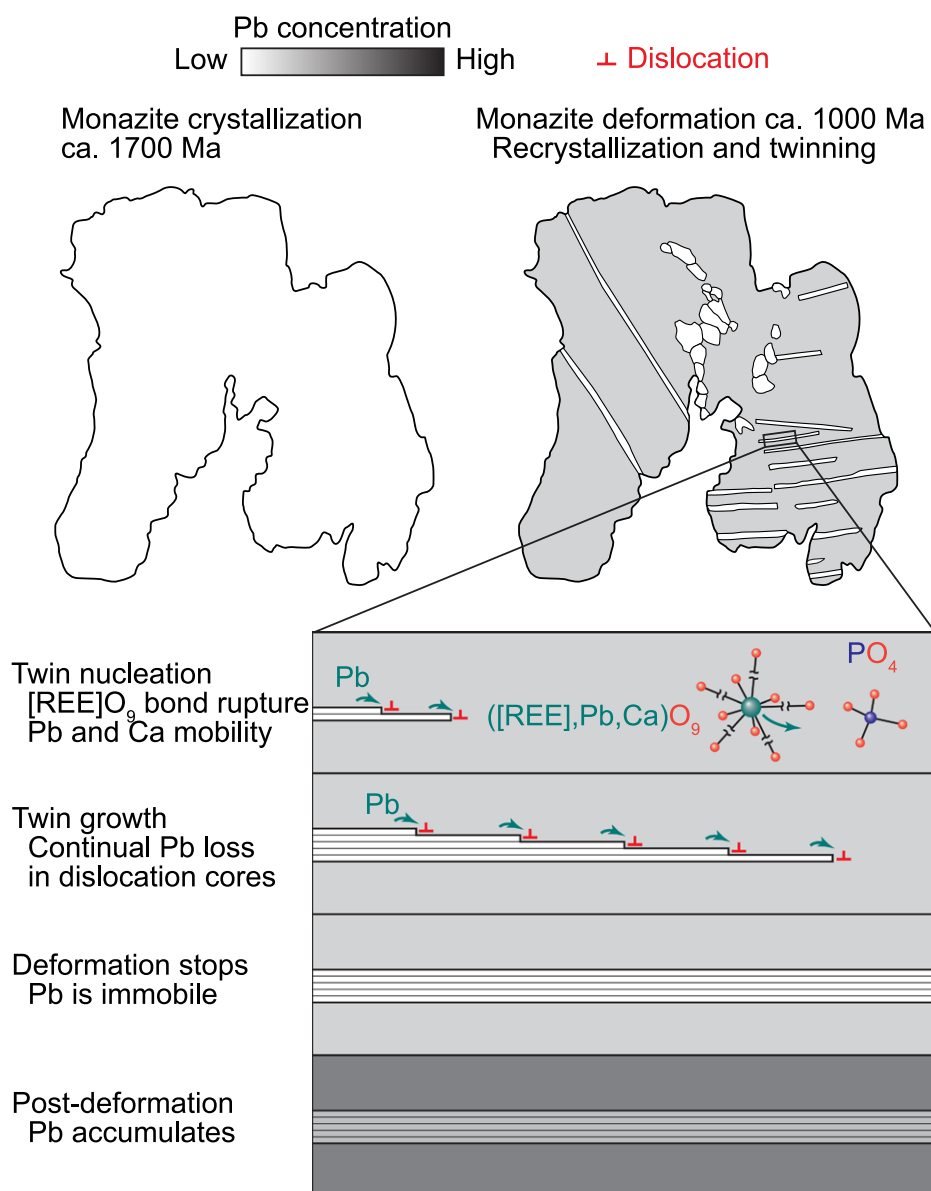 Pb concentration
Low High
⊥ Dislocation
Monazite crystallization
ca. 1700 Ma
Monazite deformation ca. 1000 Ma
Recrystallization and twinning
Twin nucleation
[REE]O₉ bond rupture
Pb and Ca mobility
Pb
([REE],Pb,Ca)O₉
PO₄
Twin growth
Continual Pb loss
in dislocation cores
Pb
Deformation stops
Pb is immobile
Post-deformation
Pb accumulates